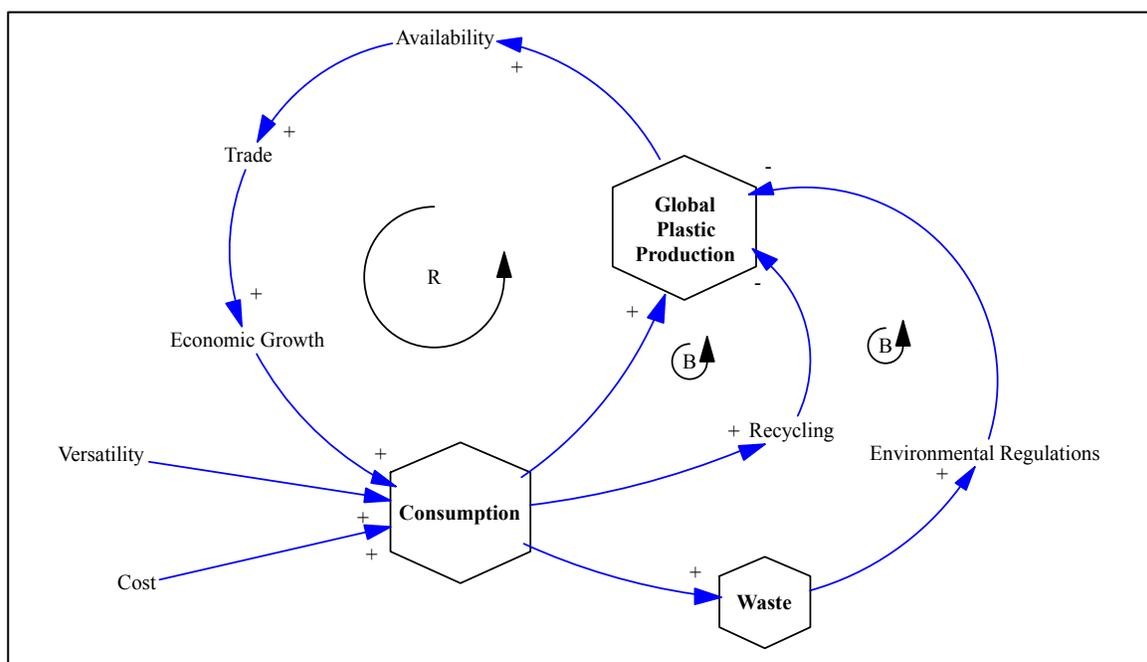 Availability
+
+
Trade
-
Global
Plastic
Production
R
-
+
+
Economic Growth
B
B
+
+ Recycling
Versatility
Environmental Regulations
+
Consumption
+
+
+
Cost
Waste